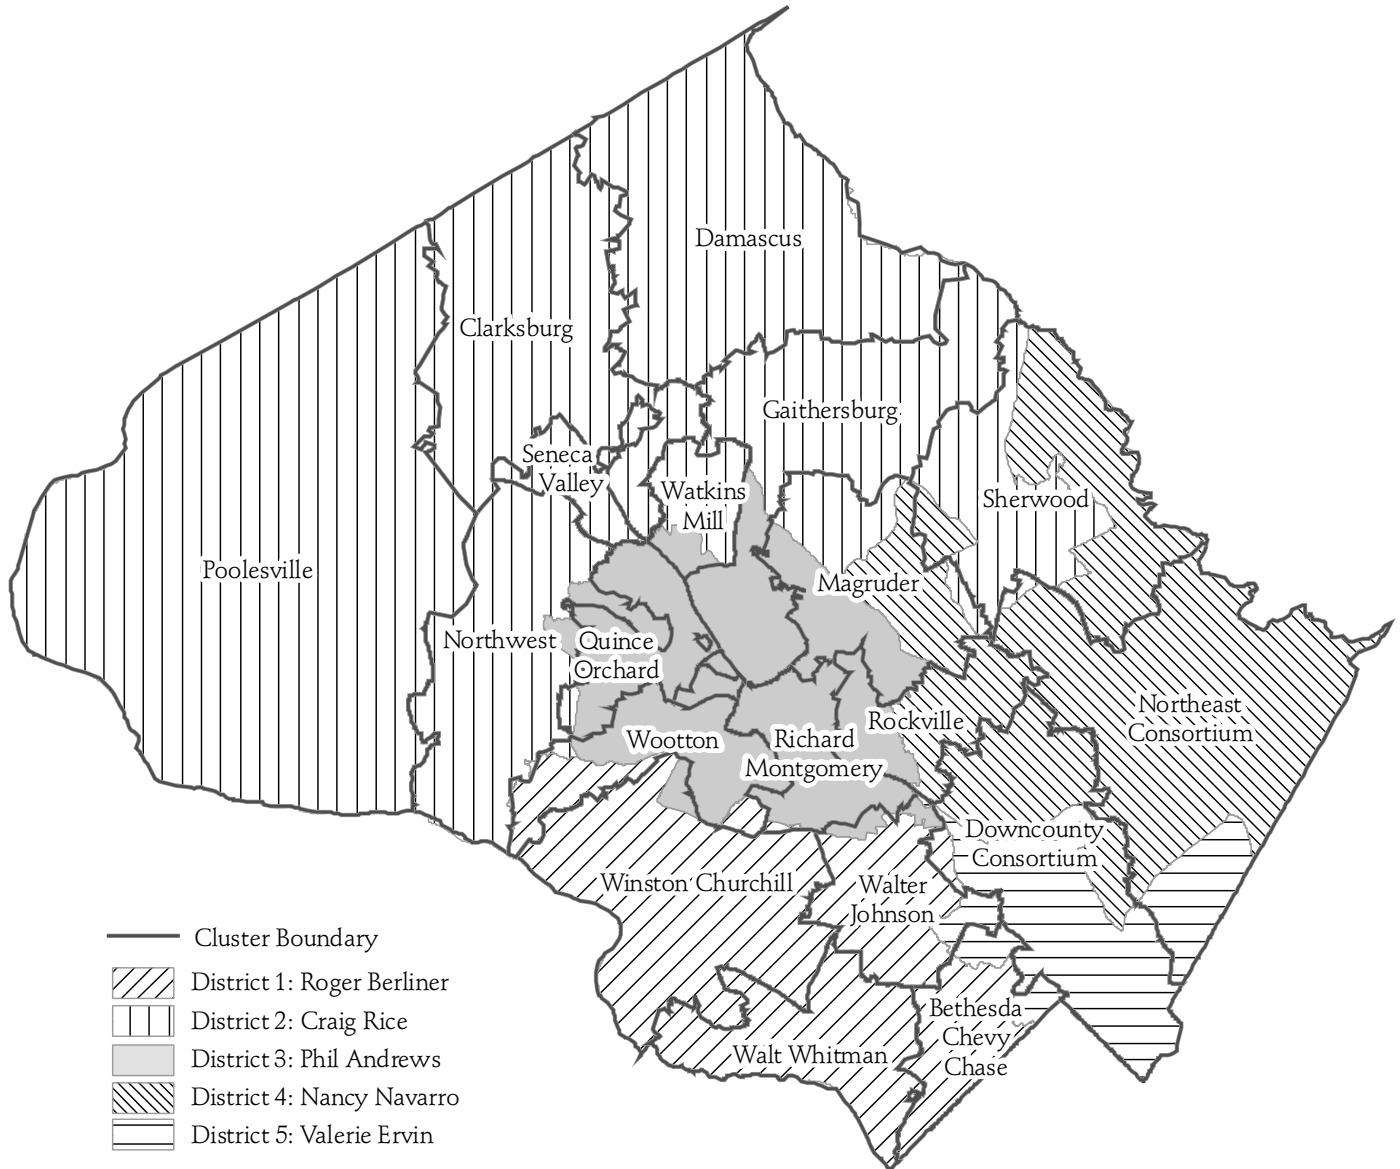 Damascus
Clarksburg
Gaithersburg
Seneca
Valley
Watkins
Mill
Sherwood
Poolesville
Magruder
Northwest
Quince
Orchard
Northeast
Consortium
Rockville
Wootton
Richard
Montgomery
Downcounty
Consortium
Winston Churchill
Walter
Johnson
Bethesda
Chevy
Chase
Walt Whitman
Cluster Boundary
District 1: Roger Berliner
District 2: Craig Rice
District 3: Phil Andrews
District 4: Nancy Navarro
District 5: Valerie Ervin